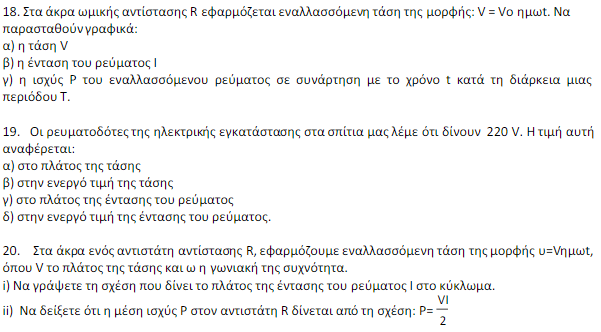 18. Στα άκρα ωμικής αντίστασης R εφαρμόζεται εναλλασσόμενη τάση της μορφής: V = Vo ημωt. Να
παρασταθούν γραφικά:
α) η τάση V
β) η ένταση του ρεύματος Ι
γ) η ισχύς P του εναλλασσόμενου ρεύματος σε συνάρτηση με το χρόνο t κατά τη διάρκεια μιας
περιόδου Τ.
19. Οι ρευματοδότες της ηλεκτρικής εγκατάστασης στα σπίτια μας λέμε ότι δίνουν 220 V. Η τιμή αυτή
αναφέρεται:
α) στο πλάτος της τάσης
β) στην ενεργό τιμή της τάσης
γ) στο πλάτος της έντασης του ρεύματος
δ) στην ενεργό τιμή της έντασης του ρεύματος.
20. Στα άκρα ενός αντιστάτη αντίστασης R, εφαρμόζουμε εναλλασσόμενη τάση της μορφής υ=Vημωt,
όπου V το πλάτος της τάσης και ω η γωνιακή της συχνότητα.
i) Να γράψετε τη σχέση που δίνει το πλάτος της έντασης του ρεύματος Ι στο κύκλωμα.
ii) Να δείξετε ότι η μέση ισχύς P στον αντιστάτη R δίνεται από τη σχέση: P= VI/2